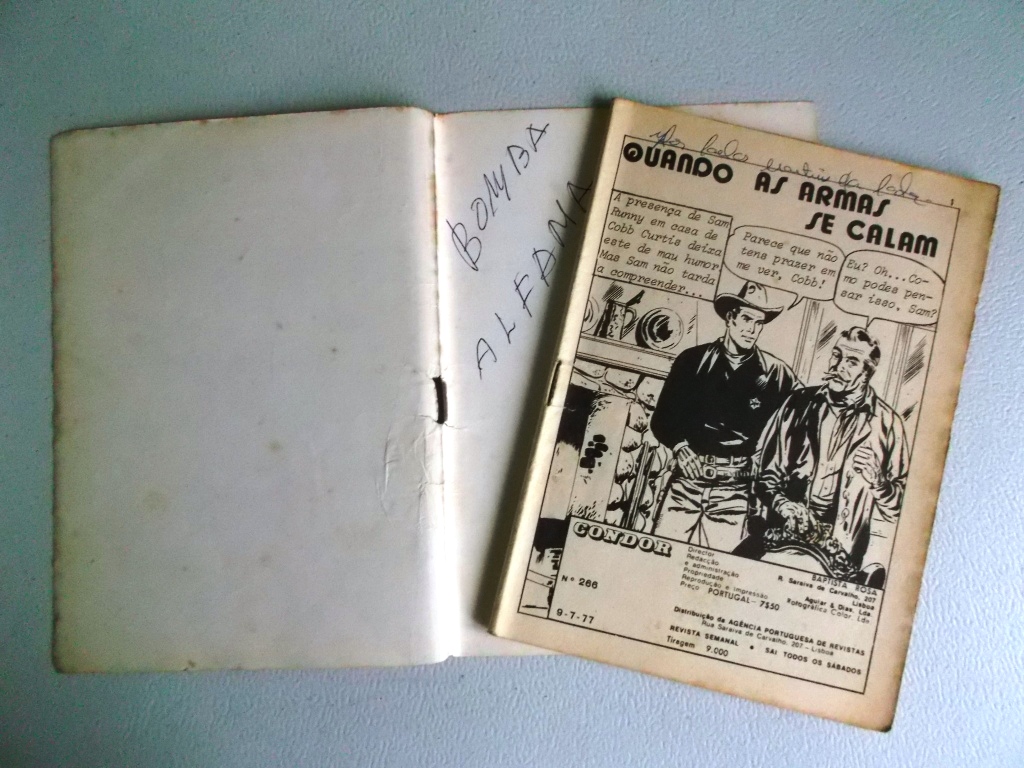 BOMBA
ALFAMA
QUANDO AS ARMAS
SE CALAM
A presença de Sam
Runny em casa de
Cobb Curtis deixa
este de mau humor
Mas Sam não tarda
a compreender...
Parece que não
tens prazer em
me ver, Cobb!
Eu? Oh...Co-
mo podes pen-
sar isso, Sam?
CONDOR
Nº 266
9-7-77
Director
Redacção
e administração
Propriedade
Reprodução e impressão
Preço PORTUGAL - 7$50
BAPTISTA ROSA
R. Saraiva de Carvalho, 207
Lisboa
Aguiar & Dias, Lda.
Fotogràfica Color, Lda.
Distribuïção da AGÊNCIA PORTUGUESA DE REVISTAS
Rua Saraiva de Carvalho, 207 - Lisboa
REVISTA SEMANAL • SAI TODOS OS SÁBADOS
Tiragem 9.000